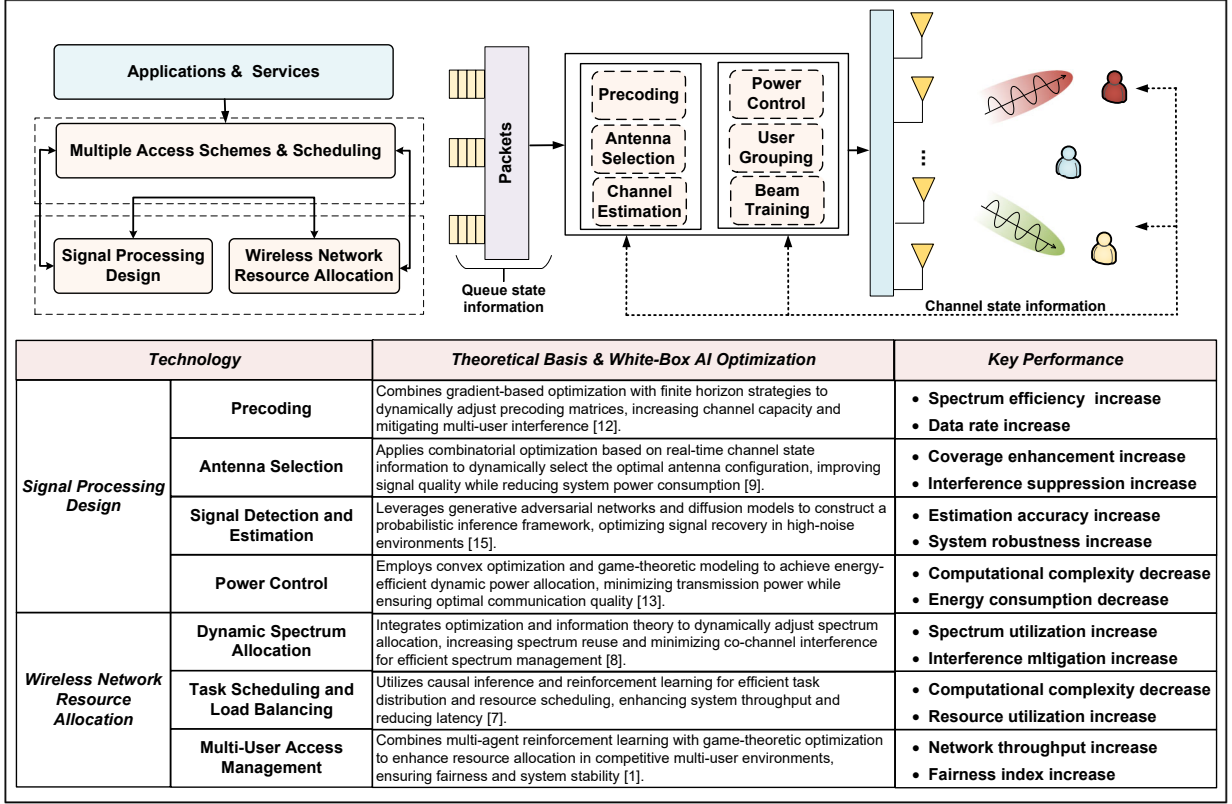 Applications & Services
Multiple Access Schemes & Scheduling
Signal Processing
Design
Wireless Network
Resource Allocation
Packets
Queue state
information
Precoding
Antenna
Selection
Channel
Estimation
Power
Control
User
Grouping
Beam
Training
...
Channel state information
Technology
Theoretical Basis & White-Box AI Optimization
Key Performance
Signal Processing
Design
Precoding
Combines gradient-based optimization with finite horizon strategies to
dynamically adjust precoding matrices, increasing channel capacity and
mitigating multi-user interference [12].
• Spectrum efficiency increase
• Data rate increase
Antenna Selection
Applies combinatorial optimization based on real-time channel state
information to dynamically select the optimal antenna configuration, improving
signal quality while reducing system power consumption [9].
• Coverage enhancement increase
• Interference suppression increase
Signal Detection and
Estimation
Leverages generative adversarial networks and diffusion models to construct a
probabilistic inference framework, optimizing signal recovery in high-noise
environments [15].
• Estimation accuracy increase
• System robustness increase
Power Control
Employs convex optimization and game-theoretic modeling to achieve energy-
efficient dynamic power allocation, minimizing transmission power while
ensuring optimal communication quality [13].
• Computational complexity decrease
• Energy consumption decrease
Wireless Network
Resource
Allocation
Dynamic Spectrum
Allocation
Integrates optimization and information theory to dynamically adjust spectrum
allocation, increasing spectrum reuse and minimizing co-channel interference
for efficient spectrum management [8].
• Spectrum utilization increase
• Interference mItigation increase
Task Scheduling and
Load Balancing
Utilizes causal inference and reinforcement learning for efficient task
distribution and resource scheduling, enhancing system throughput and
reducing latency [7].
• Computational complexity decrease
• Resource utilization increase
Multi-User Access
Management
Combines multi-agent reinforcement learning with game-theoretic optimization
to enhance resource allocation in competitive multi-user environments,
ensuring fairness and system stability [1].
• Network throughput increase
• Fairness index increase